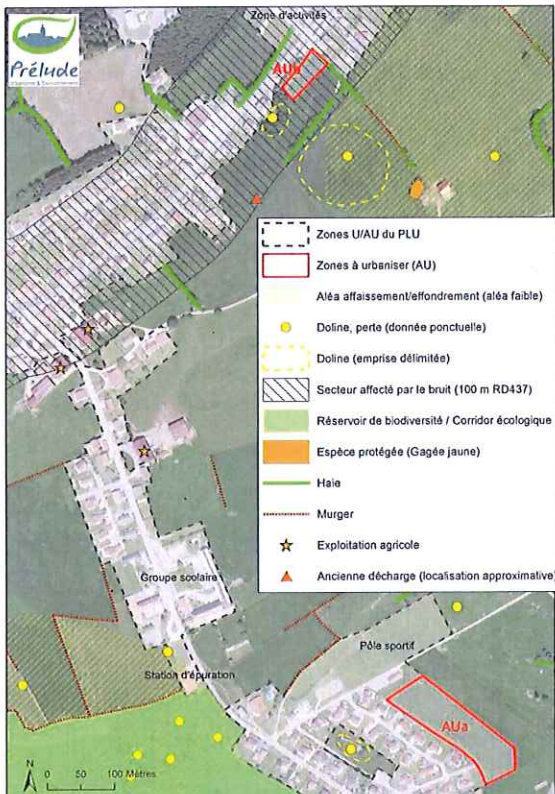 Zone d'activités
Prélude
AUb
Zones U/AU du PLU
Zones à urbaniser (AU)
Aléa affaissement/effondrement (aléa faible)
Doline, perte (donnée ponctuelle)
Doline (emprise délimitée)
Secteur affecté par le bruit (100 m RD437)
Réservoir de biodiversité / Corridor écologique
Espèce protégée (Gagée jaune)
Haie
Murger
Exploitation agricole
Ancienne décharge (localisation approximative)
Groupe scolaire
Pôle sportif
Station d'épuration
AUa
N
0 50 100 Mètres